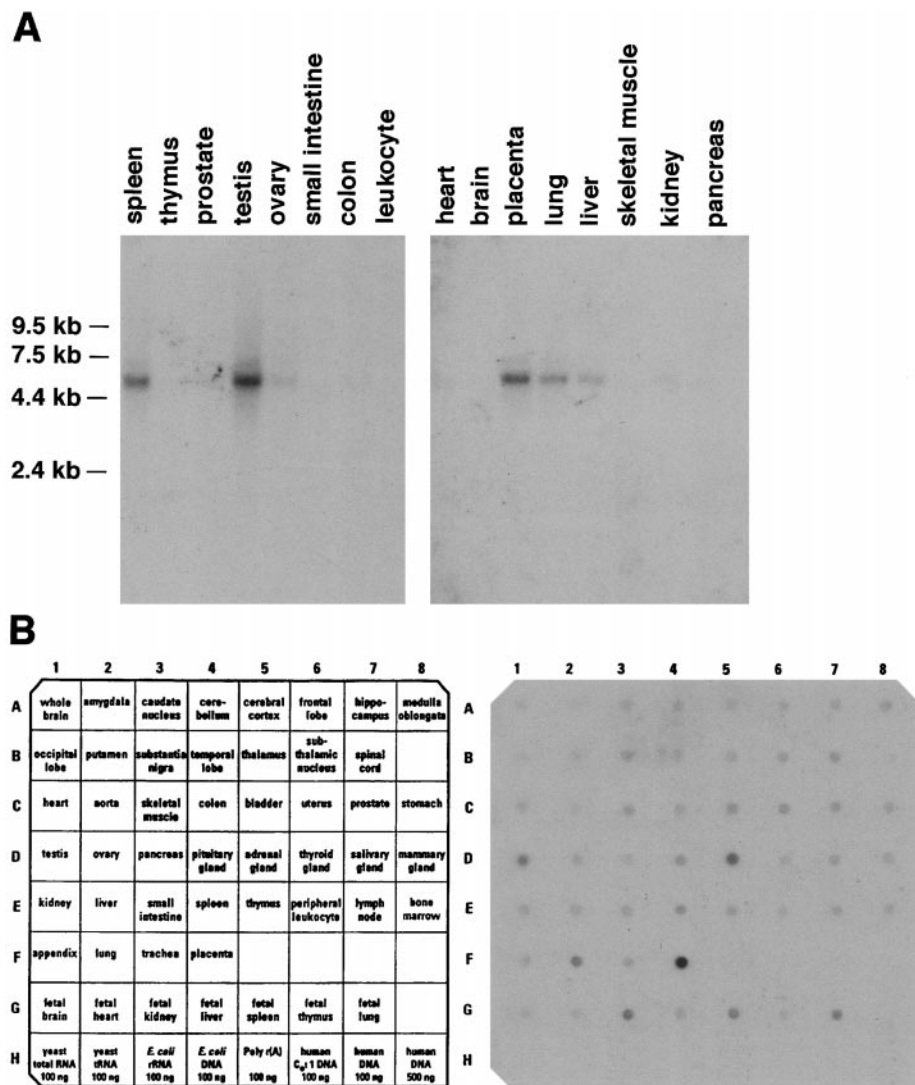 A
spleen
thymus
prostate
testis
ovary
small intestine
colon
leukocyte
heart
brain
placenta
lung
liver
skeletal muscle
kidney
pancreas
9.5 kb
7.5 kb
4.4 kb
2.4 kb
B
1 2 3 4 5 6 7 8
A
whole brain
amygdala
caudate nucleus
cere-bellum
cerebral cortex
frontal lobe
hippo-campus
medulla oblongata
B
occipital lobe
putamen
substantia nigra
temporal lobe
thalamus
sub-thalamic nucleus
spinal cord
C
heart
aorta
skeletal muscle
colon
bladder
uterus
prostate
stomach
D
testis
ovary
pancreas
pituitary gland
adrenal gland
thyroid gland
salivary gland
mammary gland
E
kidney
liver
small intestine
spleen
thymus
peripheral leukocyte
lymph node
bone marrow
F
appendix
lung
trachea
placenta
G
fetal brain
fetal heart
fetal kidney
fetal liver
fetal spleen
fetal thymus
fetal lung
H
yeast total RNA 100 ng
yeast tRNA 100 ng
E. coli rRNA 100 ng
E. coli DNA 100 ng
Poly r(A) 100 ng
human C₀t 1 DNA 100 ng
human DNA 100 ng
human DNA 500 ng
1 2 3 4 5 6 7 8
A
B
C
D
E
F
G
H